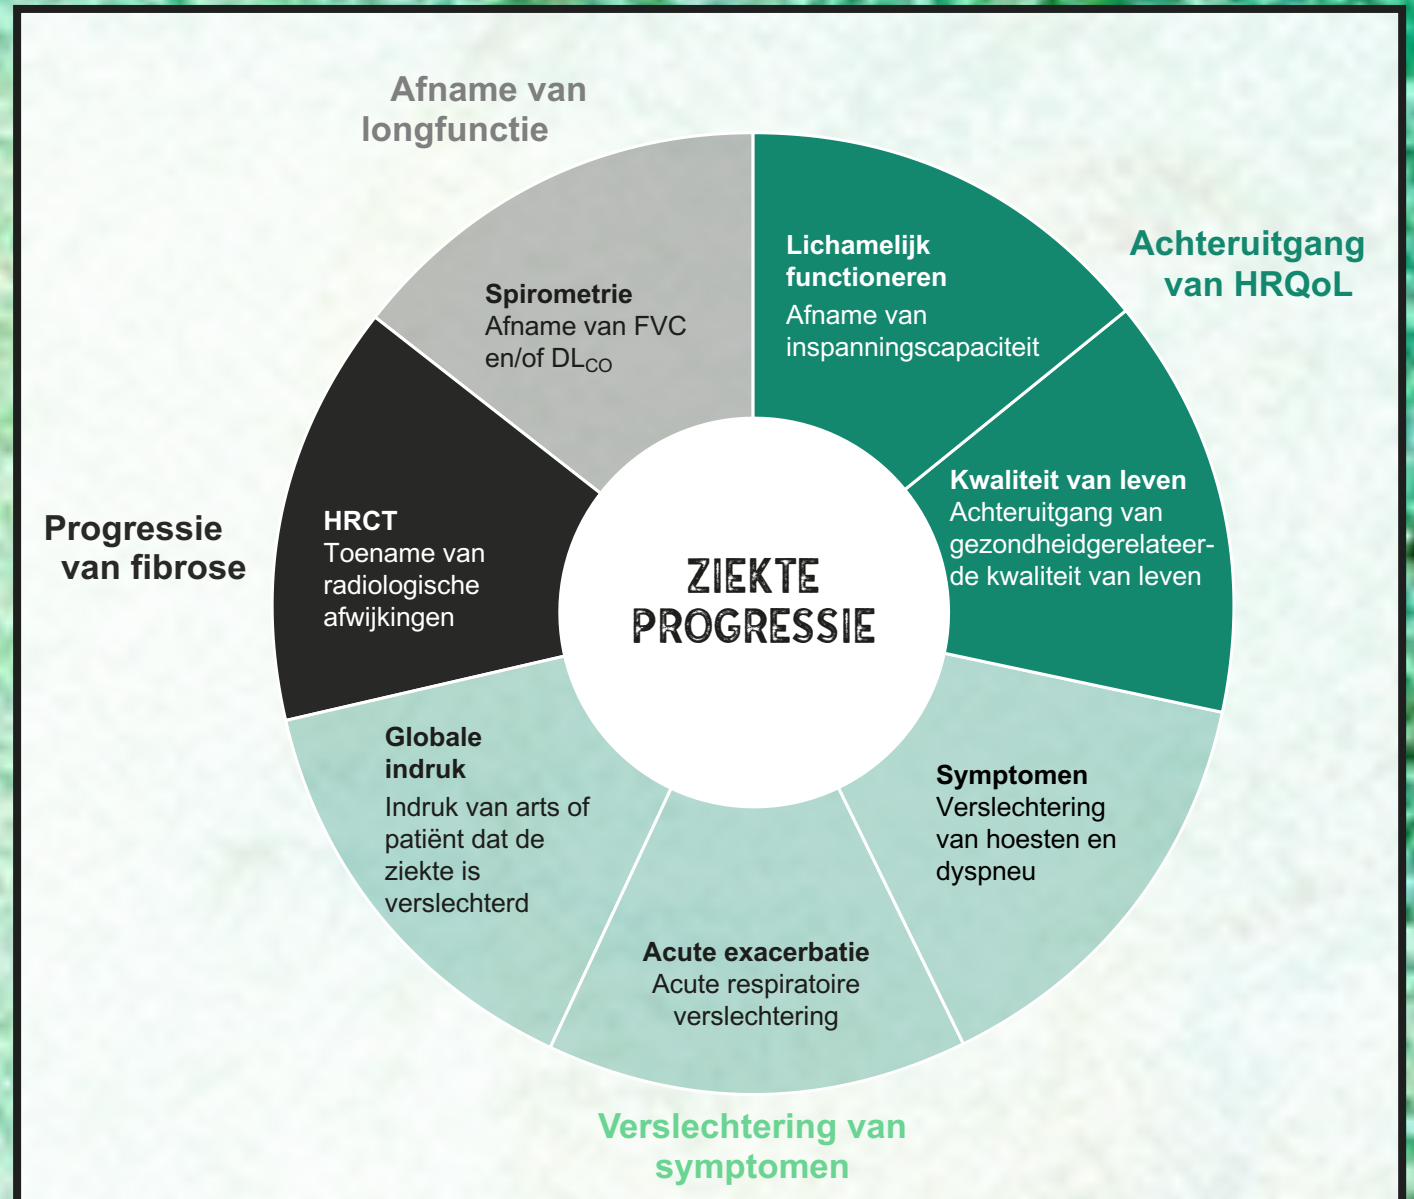 Afname van
longfunctie
Spirometrie
Afname van FVC
en/of DLCO
Lichamelijk
functioneren
Afname van
inspanningscapaciteit
Achteruitgang
van HRQoL
Kwaliteit van leven
Achteruitgang van
gezondheidgerelateer-
de kwaliteit van leven
Progressie
van fibrose
HRCT
Toename van
radiologische
afwijkingen
ZIEKTE
PROGRESSIE
Globale
indruk
Indruk van arts of
patiënt dat de
ziekte is
verslechterd
Symptomen
Verslechtering
van hoesten en
dyspneu
Acute exacerbatie
Acute respiratoire
verslechtering
Verslechtering van
symptomen